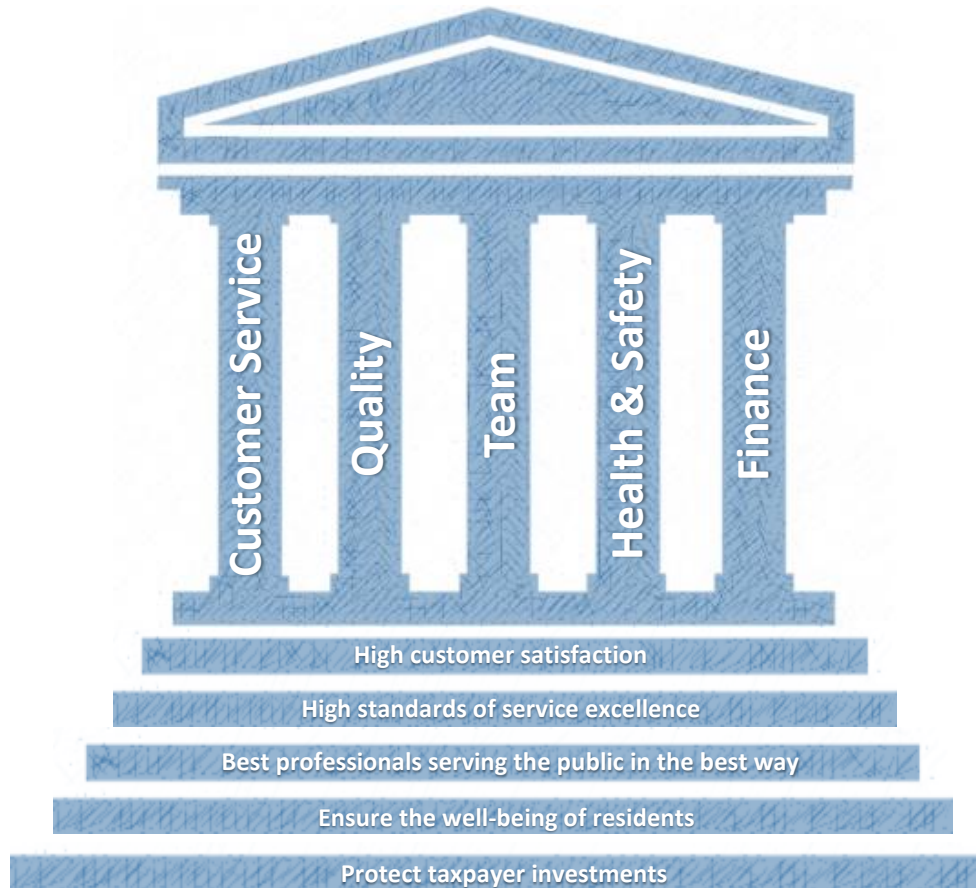 Customer Service
Quality
Team
Health & Safety
Finance
High customer satisfaction
High standards of service excellence
Best professionals serving the public in the best way
Ensure the well-being of residents
Protect taxpayer investments